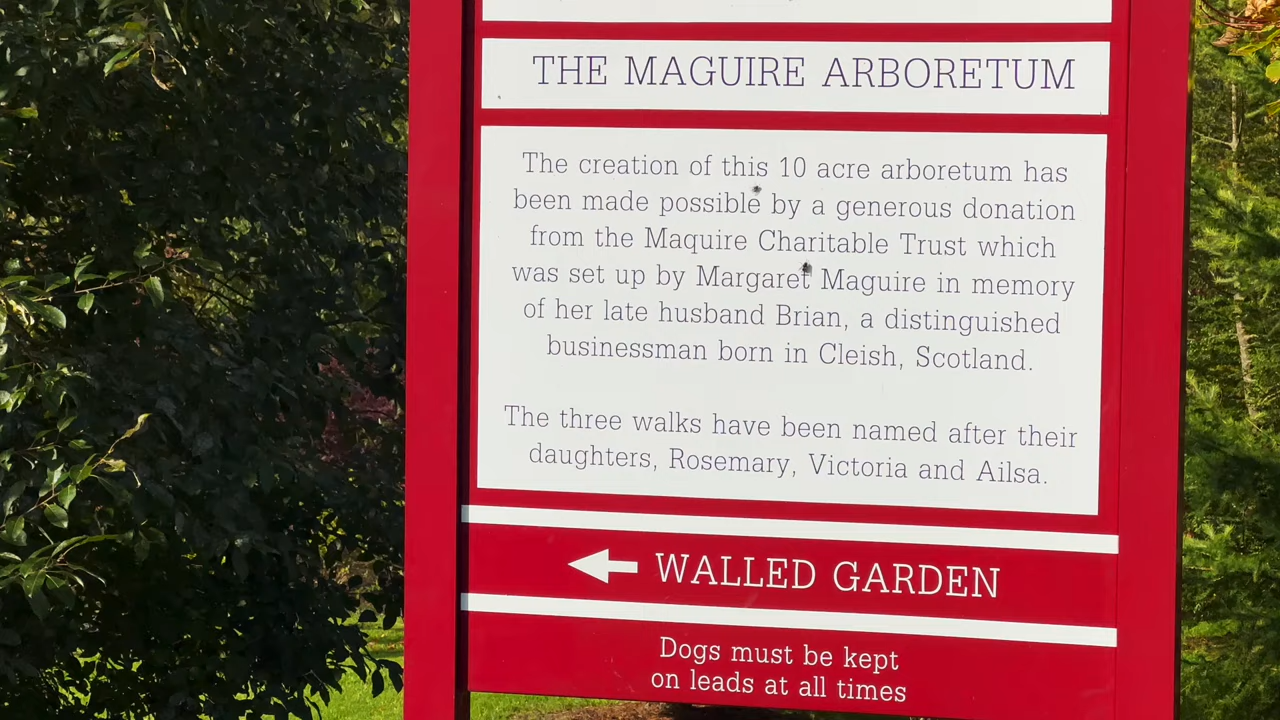 THE MAGUIRE ARBORETUM
The creation of this 10 acre arboretum has
been made possible by a generous donation
from the Maquire Charitable Trust which
was set up by Margaret Maguire in memory
of her late husband Brian, a distinguished
businessman born in Cleish, Scotland.
The three walks have been named after their
daughters, Rosemary, Victoria and Ailsa.
WALLED GARDEN
Dogs must be kept
on leads at all times